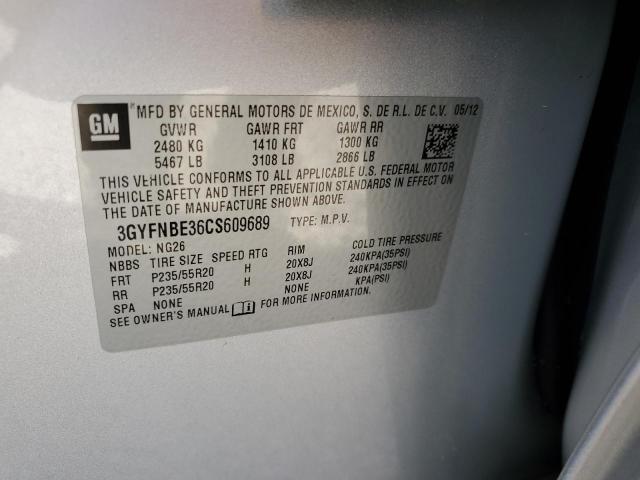 GM
MFD BY GENERAL MOTORS DE MEXICO, S. DE R.L. DE C.V. 05/12
GVWR GAWR FRT GAWR RR
2480 KG 1410 KG 1300 KG
5467 LB 3108 LB 2866 LB
THIS VEHICLE CONFORMS TO ALL APPLICABLE U.S. FEDERAL MOTOR
VEHICLE SAFETY AND THEFT PREVENTION STANDARDS IN EFFECT ON
THE DATE OF MANUFACTURE SHOWN ABOVE.
3GYFNBE36CS609689 TYPE: M.P.V.
MODEL: NG26
NBBS TIRE SIZE SPEED RTG RIM COLD TIRE PRESSURE
FRT P235/55R20 H 20X8J 240KPA(35PSI)
RR P235/55R20 H 20X8J 240KPA(35PSI)
SPA NONE NONE KPA(PSI)
SEE OWNER'S MANUAL FOR MORE INFORMATION.